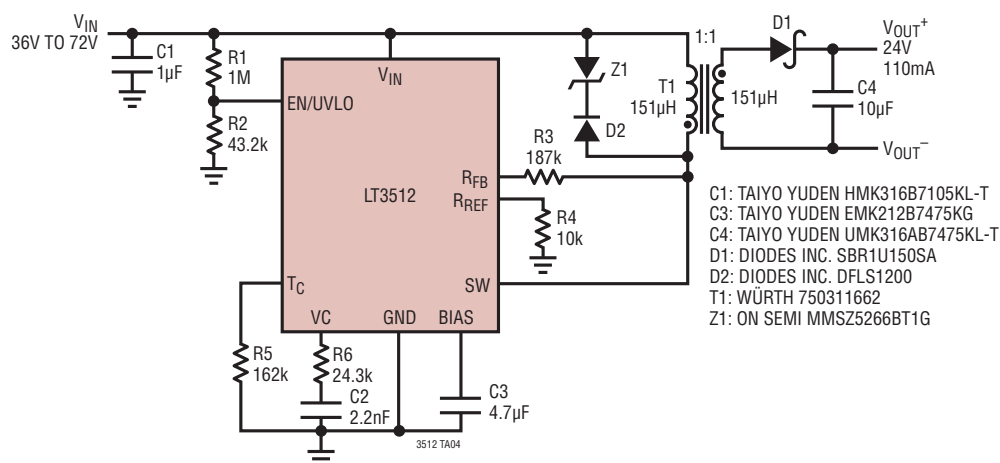 VIN
36V TO 72V
C1
1µF
R1
1M
R2
43.2k
VIN
EN/UVLO
LT3512
RFB
RREF
TC
SW
VC
GND
BIAS
R3
187k
R4
10k
R5
162k
R6
24.3k
C2
2.2nF
C3
4.7µF
3512 TA04
Z1
D2
1:1
T1
151µH
151µH
D1
C4
10µF
VOUT+
24V
110mA
VOUT–
C1: TAIYO YUDEN HMK316B7105KL-T
C3: TAIYO YUDEN EMK212B7475KG
C4: TAIYO YUDEN UMK316AB7475KL-T
D1: DIODES INC. SBR1U150SA
D2: DIODES INC. DFLS1200
T1: WÜRTH 750311662
Z1: ON SEMI MMSZ5266BT1G